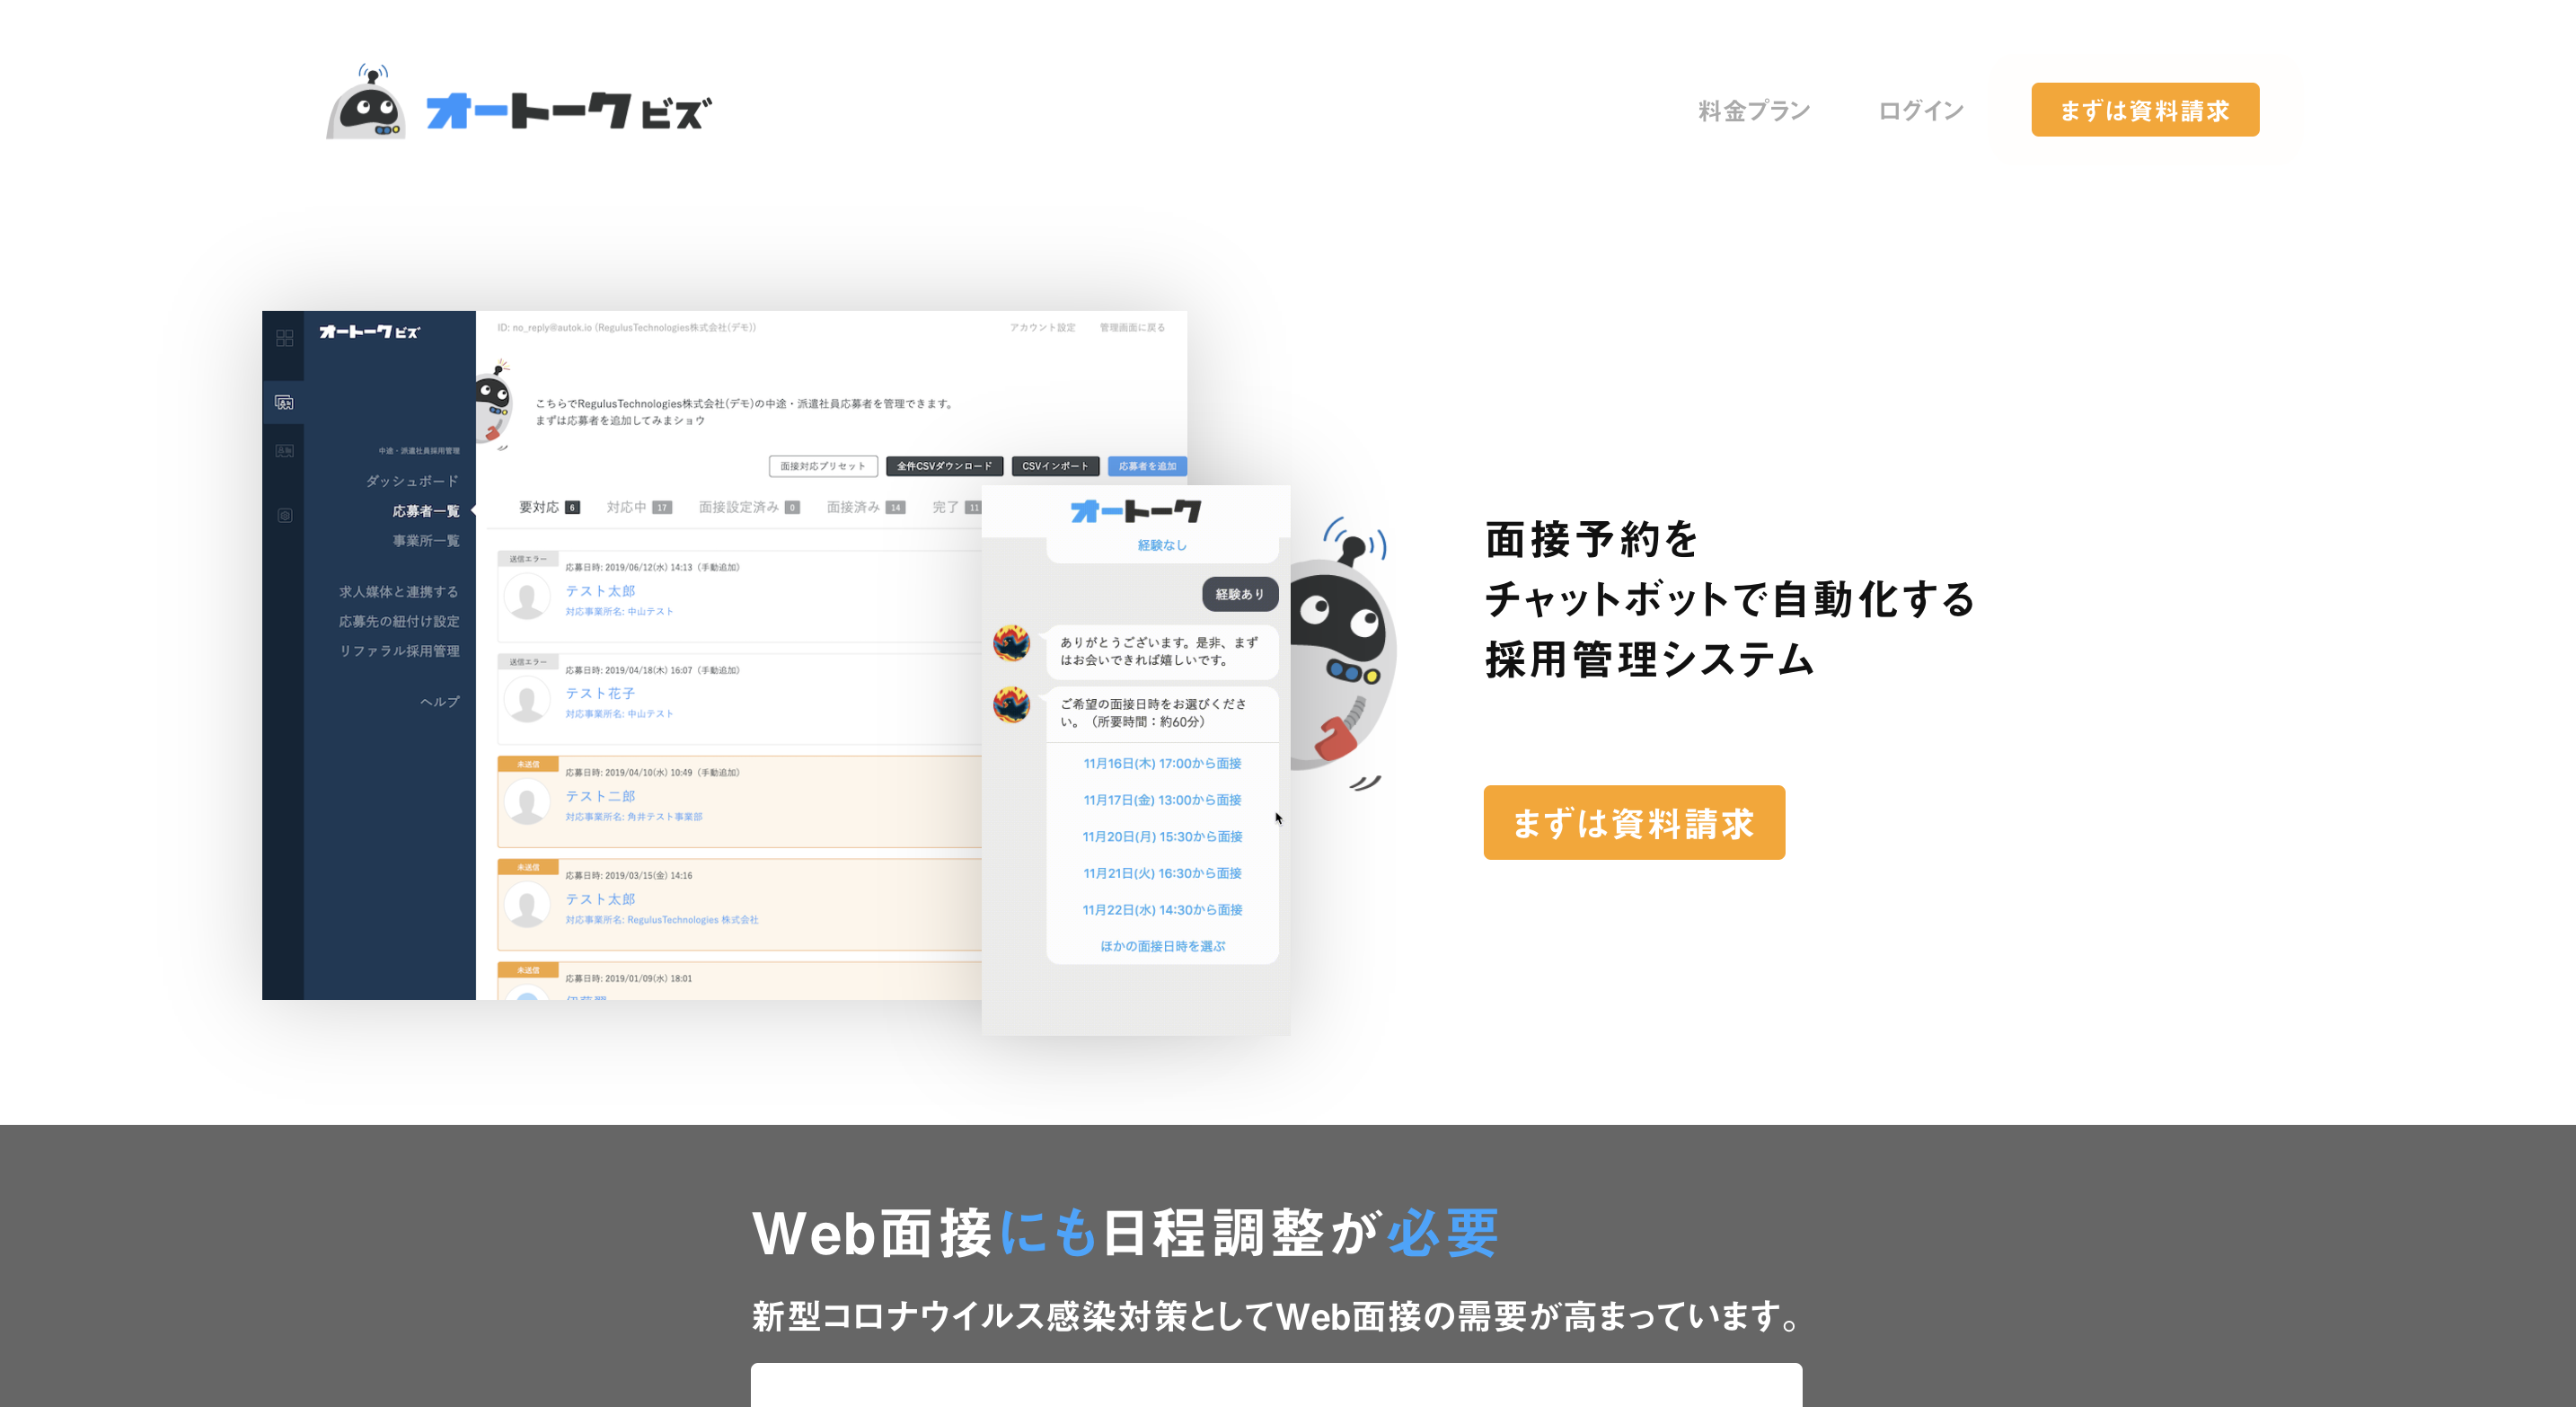 オートーク ビズ
料金プラン
ログイン
まずは資料請求
オートーク ビズ
中途・派遣社員採用管理
ダッシュボード
応募者一覧
事業所一覧
求人媒体と連携する
応募先の紐付け設定
リファラル採用管理
ヘルプ
ID: no_reply@autok.io (RegulusTechnologies株式会社(デモ))
アカウント設定
管理画面に戻る
こちらでRegulusTechnologies株式会社(デモ)の中途・派遣社員応募者を管理できます。
まずは応募者を追加してみまショウ
面接対応プリセット
全件CSVダウンロード
CSVインポート
応募者を追加
要対応 6
対応中 17
面接設定済み 0
面接済み 14
完了 11
送信エラー
応募日時: 2019/06/12(水) 14:13（手動追加）
テスト太郎
対応事業所名: 中山テスト
送信エラー
応募日時: 2019/04/18(木) 16:07（手動追加）
テスト花子
対応事業所名: 中山テスト
未送信
応募日時: 2019/04/10(水) 10:49（手動追加）
テスト二郎
対応事業所名: 角井テスト事業部
未送信
応募日時: 2019/03/15(金) 14:16
テスト太郎
対応事業所名: RegulusTechnologies 株式会社
未送信
応募日時: 2019/01/09(水) 18:01
オートーク
経験なし
経験あり
ありがとうございます。是非、まず
はお会いできれば嬉しいです。
ご希望の面接日時をお選びくださ
い。（所要時間：約60分）
11月16日(木) 17:00から面接
11月17日(金) 13:00から面接
11月20日(月) 15:30から面接
11月21日(火) 16:30から面接
11月22日(水) 14:30から面接
ほかの面接日時を選ぶ
面接予約を
チャットボットで自動化する
採用管理システム
まずは資料請求
Web面接にも日程調整が必要
新型コロナウイルス感染対策としてWeb面接の需要が高まっています。